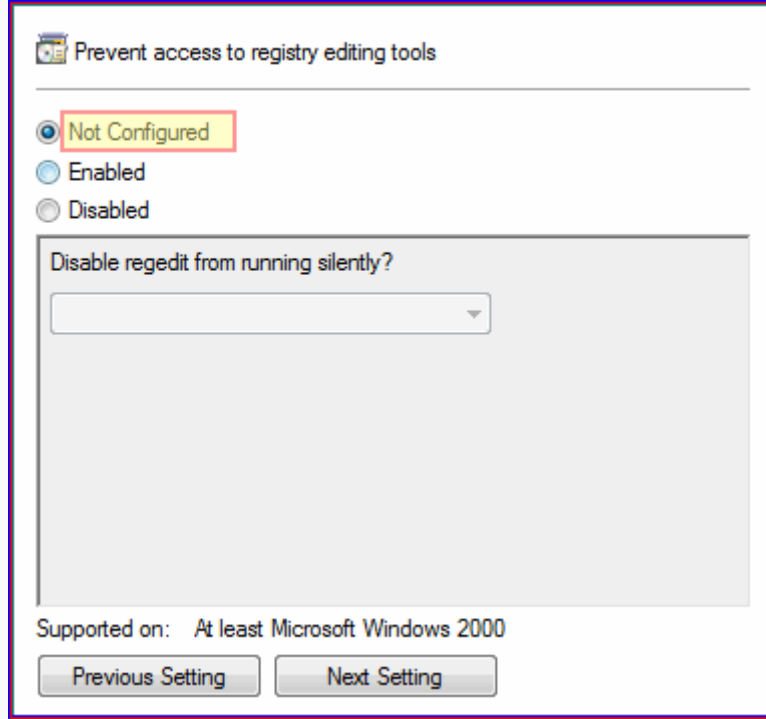 Prevent access to registry editing tools
Not Configured
Enabled
Disabled
Disable regedit from running silently?
Supported on: At least Microsoft Windows 2000
Previous Setting Next Setting